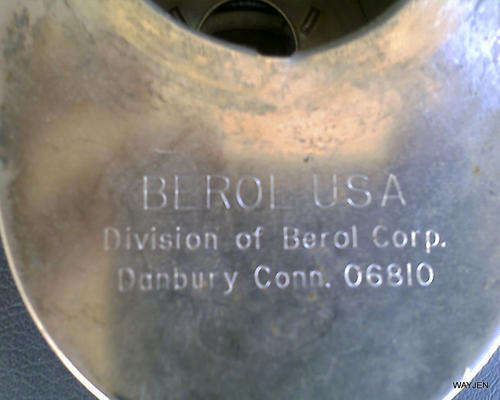 BEROL USA
Division of Berol Corp.
Danbury Conn. 06810
WAYJEN